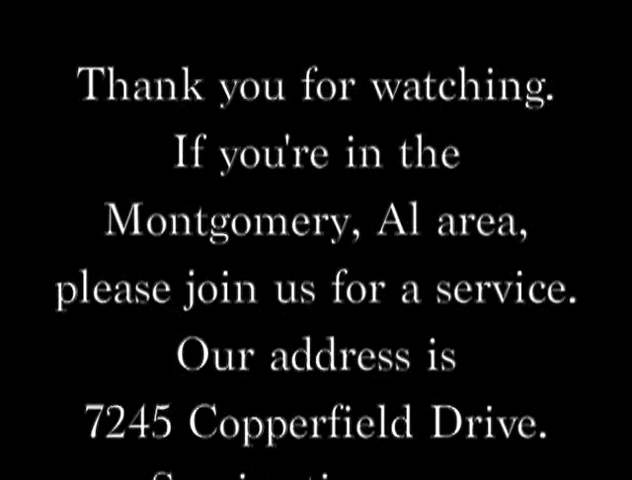 Thank you for watching.
If you're in the
Montgomery, Al area,
please join us for a service.
Our address is
7245 Copperfield Drive.